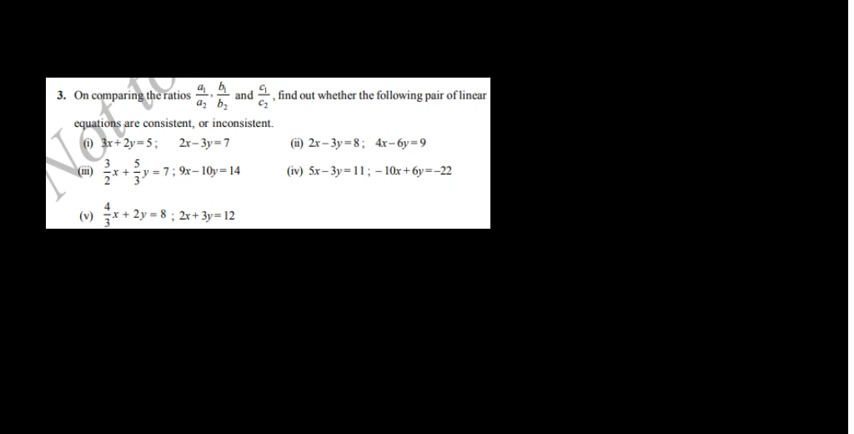 Not to
3. On comparing the ratios a₁/a₂, b₁/b₂ and c₁/c₂, find out whether the following pair of linear
equations are consistent, or inconsistent.
(i) 3x + 2y = 5 ; 2x – 3y = 7 (ii) 2x – 3y = 8 ; 4x – 6y = 9
(iii) 3/2 x + 5/3 y = 7 ; 9x – 10y = 14 (iv) 5x – 3y = 11 ; – 10x + 6y = –22
(v) 4/3 x + 2y = 8 ; 2x + 3y = 12